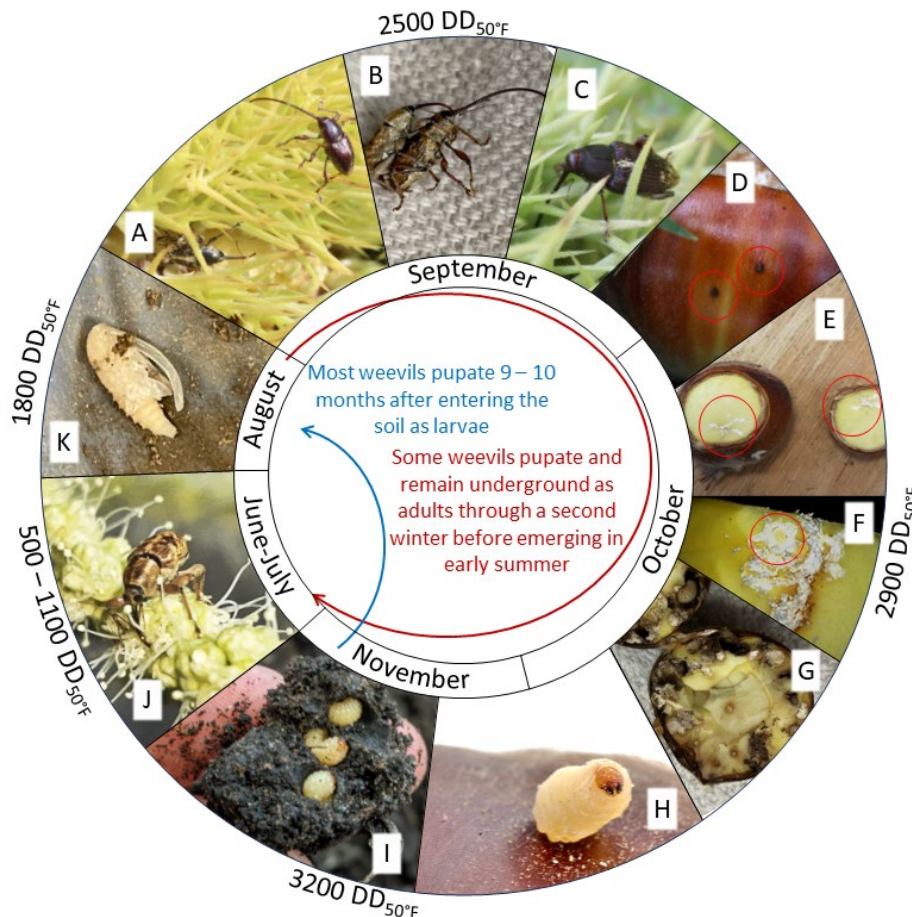 2500 DD50°F
B
C
A
D
September
E
1800 DD50°F
K
August
Most weevils pupate 9 – 10
months after entering the
soil as larvae
Some weevils pupate and
remain underground as
adults through a second
winter before emerging in
early summer
October
F
2900 DD50°F
June-July
500 – 1100 DD50°F
J
November
G
H
I
3200 DD50°F